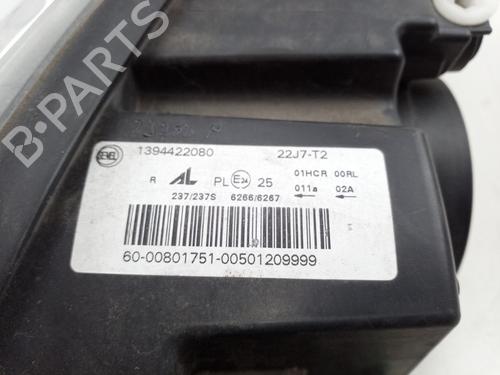 SEVEL
1394422080 22J7-T2
R AL PL E24 25 01HCR 00RL
237/237S 6266/6267 011a 02A
60-00801751-00501209999
B-PARTS